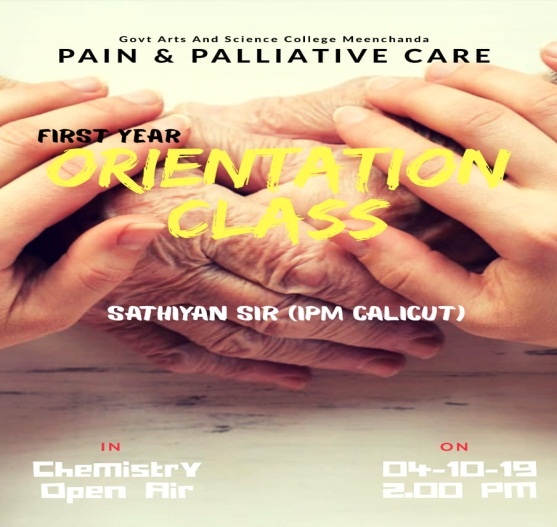 Govt Arts And Science College Meenchanda
PAIN & PALLIATIVE CARE
FIRST YEAR
ORIENTATION
CLASS
SATHIYAN SIR (IPM CALICUT)
IN
Chemistry
Open Air
ON
04-10-19
2.00 PM